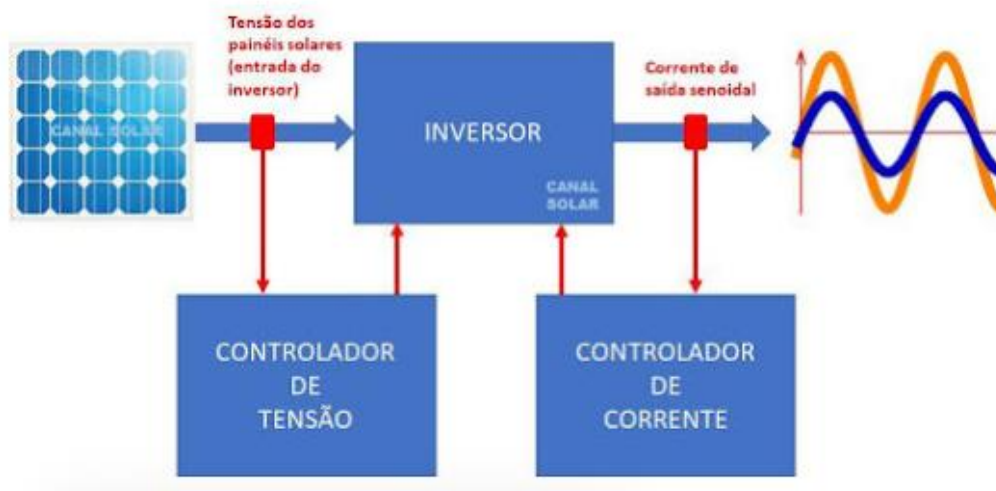 Tensão dos
painéis solares
(entrada do
inversor)
Corrente de
saída senoidal
CANAL SOLAR
INVERSOR
CANAL
SOLAR
CONTROLADOR
DE
TENSÃO
CONTROLADOR
DE
CORRENTE